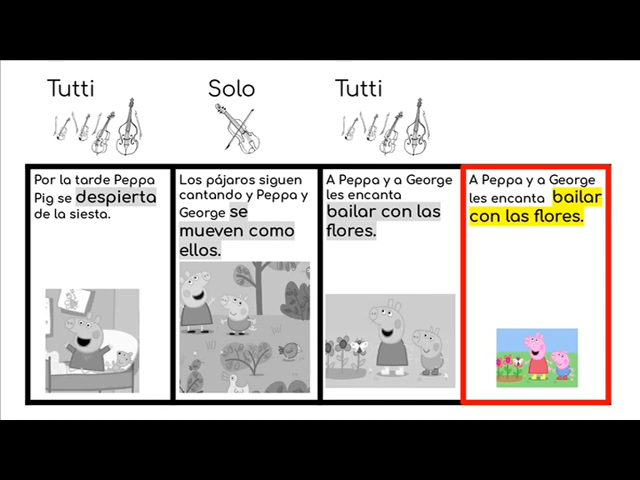 Tutti
Solo
Tutti
Por la tarde Peppa
Pig se despierta
de la siesta.
Los pájaros siguen
cantando y Peppa y
George se
mueven como
ellos.
A Peppa y a George
les encanta
bailar con las
flores.
A Peppa y a George
les encanta bailar
con las flores.